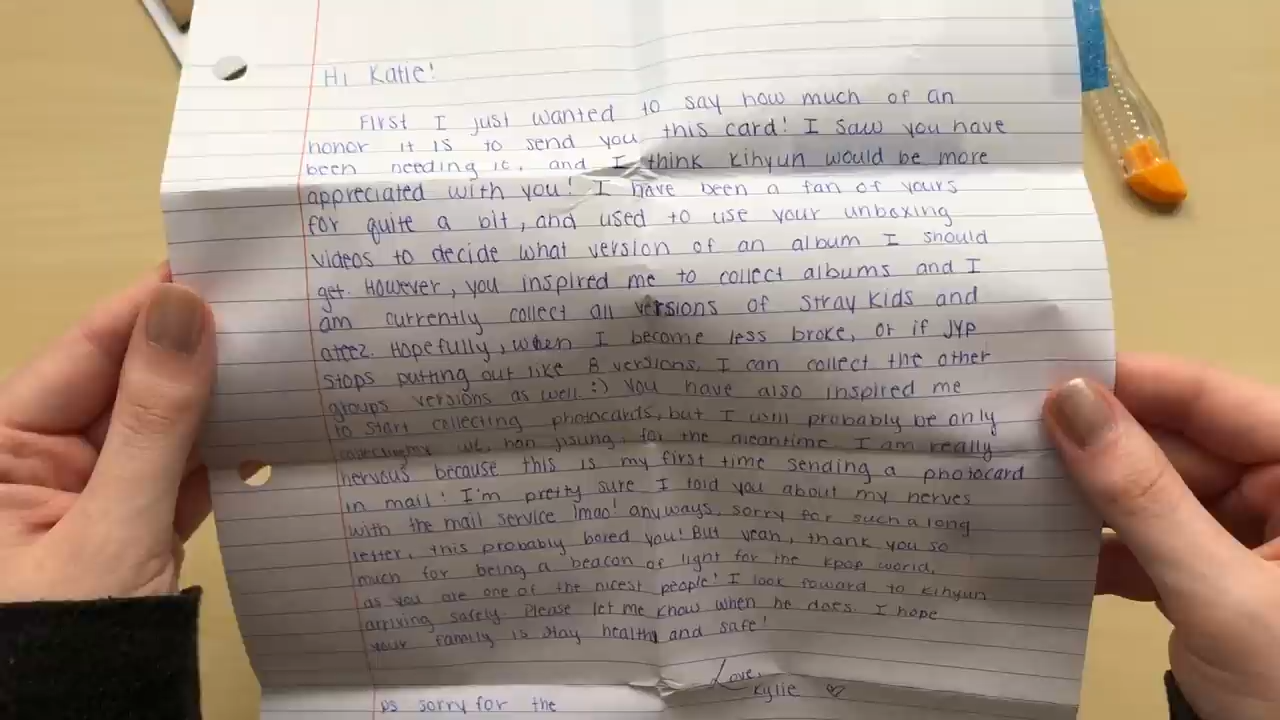 Hi Katie!
First I just wanted to say how much of an
honor it is to send you this card! I saw you have
been needing it, and I think Kihyun would be more
appreciated with you! I have been a fan of yours
for quite a bit, and used to use your unboxing
videos to decide what version of an album I should
get. However, you inspired me to collect albums and I
am currently collect all versions of Stray Kids and
ateez. Hopefully, when I become less broke, or if JYP
stops putting out like 8 versions, I can collect the other
groups versions as well. :) You have also inspired me
to start collecting photocards, but I will probably be only
collecting my ult, han jisung, for the meantime. I am really
nervous because this is my first time sending a photocard
in mail! I'm pretty sure I told you about my nerves
with the mail service lmao! anyways, sorry for such a long
letter, this probably bored you! But yeah, thank you so
much for being a beacon of light for the kpop world,
as you are one of the nicest people! I look foward to Kihyun
arriving safely. Please let me know when he does. I hope
your family is stay healthy and safe!
Love,
Kylie ♡
ps sorry for the